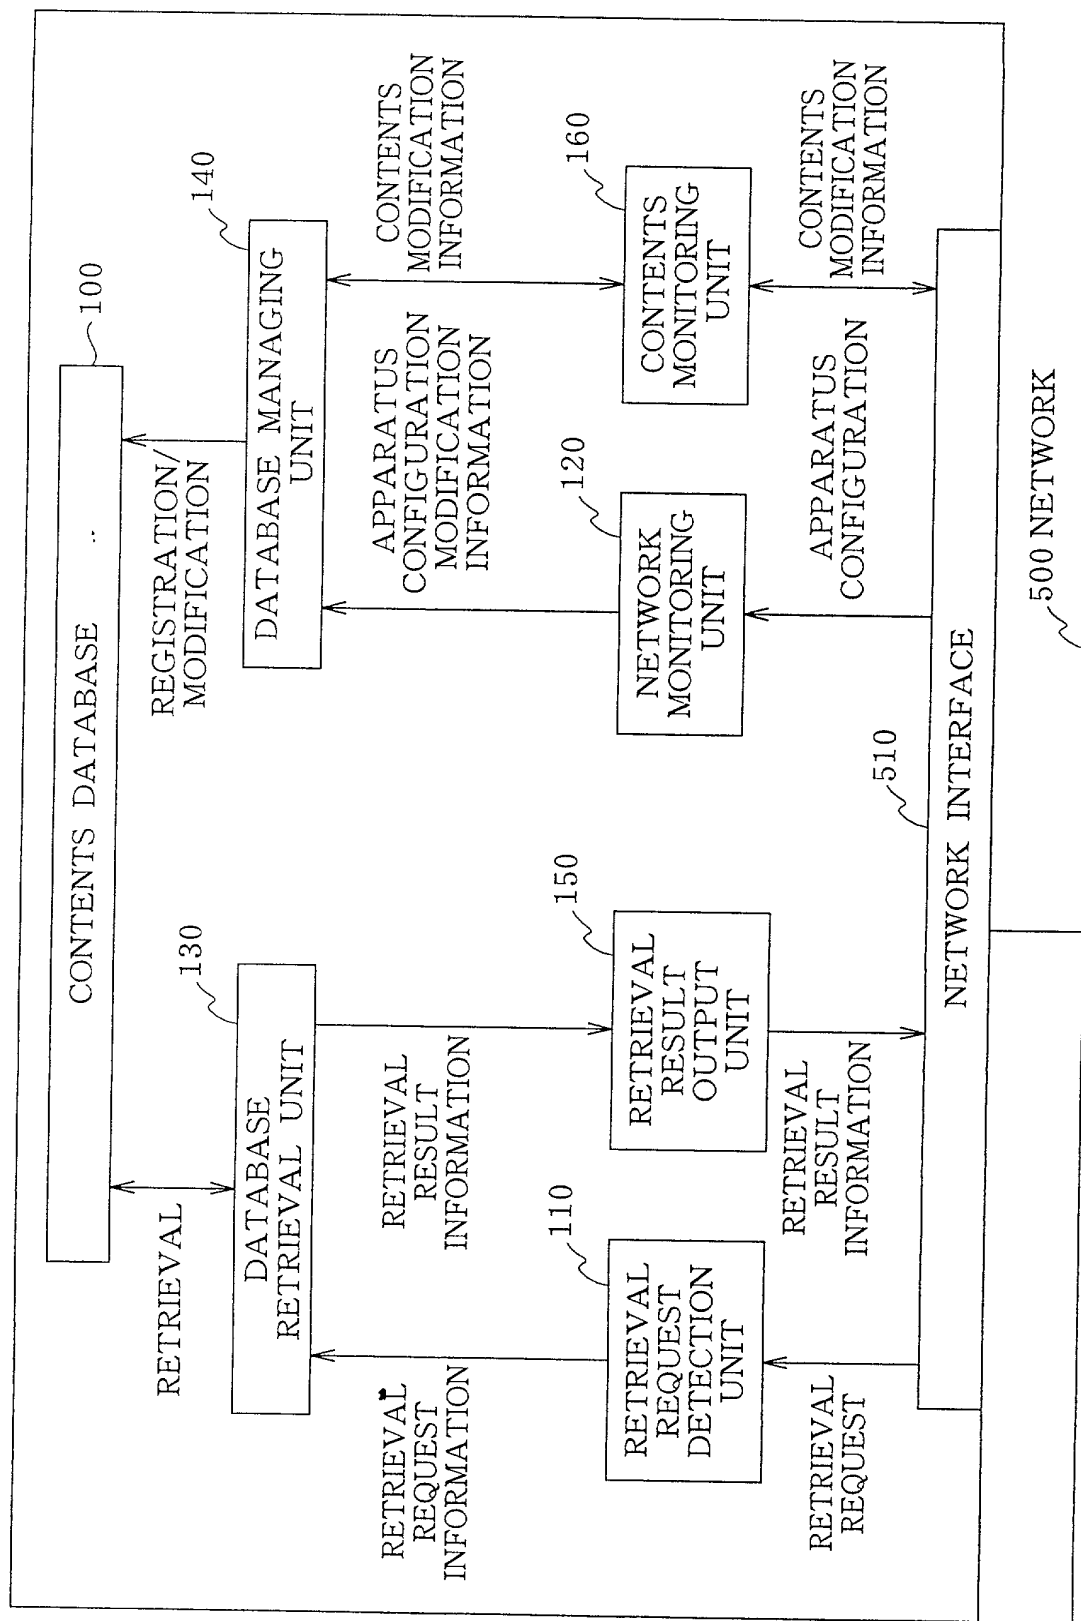 100
CONTENTS DATABASE
RETRIEVAL
REGISTRATION/
MODIFICATION
130
DATABASE
RETRIEVAL UNIT
140
DATABASE MANAGING
UNIT
RETRIEVAL
REQUEST
INFORMATION
RETRIEVAL
RESULT
INFORMATION
APPARATUS
CONFIGURATION
MODIFICATION
INFORMATION
CONTENTS
MODIFICATION
INFORMATION
110
RETRIEVAL
REQUEST
DETECTION
UNIT
150
RETRIEVAL
RESULT
OUTPUT
UNIT
120
NETWORK
MONITORING
UNIT
160
CONTENTS
MONITORING
UNIT
RETRIEVAL
REQUEST
RETRIEVAL
RESULT
INFORMATION
APPARATUS
CONFIGURATION
CONTENTS
MODIFICATION
INFORMATION
510
NETWORK INTERFACE
500 NETWORK